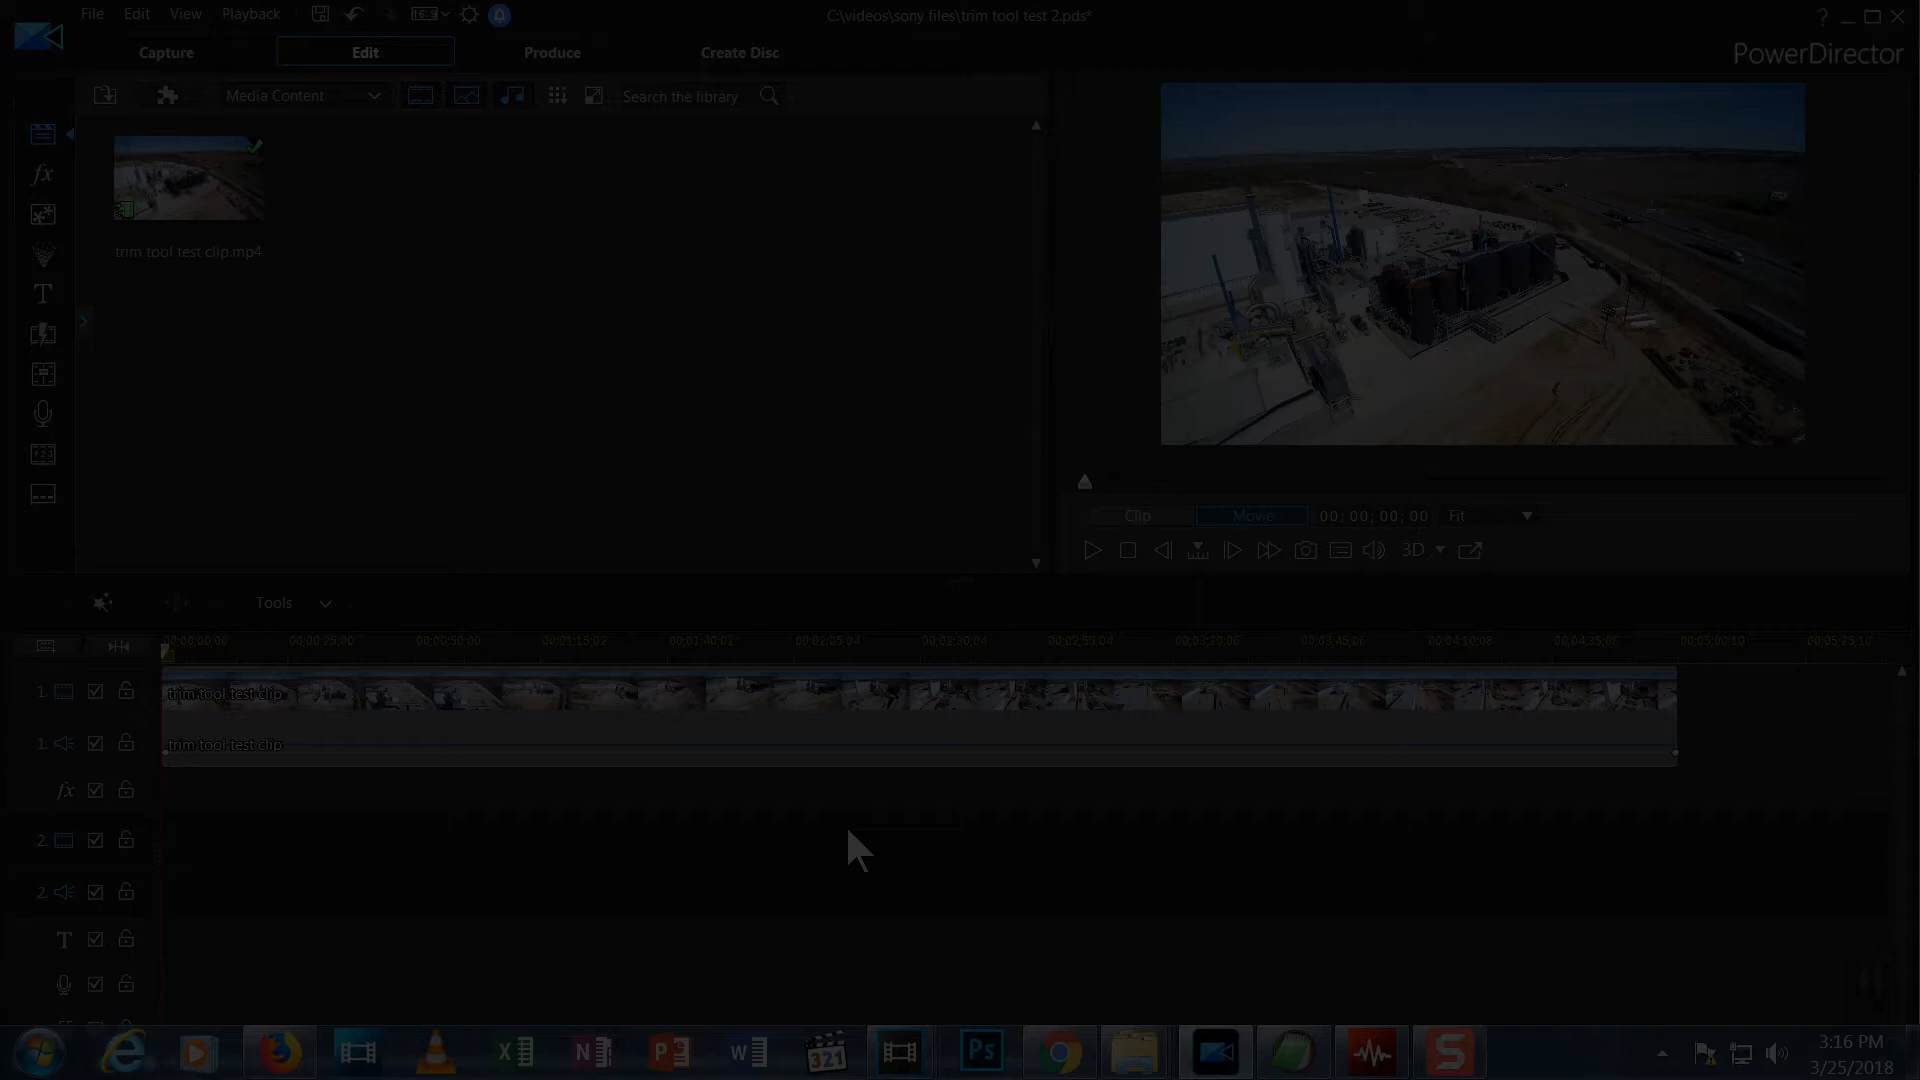 File Edit View Playback
16:9
C:\videos\sony files\trim tool test 2.pds*
?
Capture Edit Produce Create Disc
PowerDirector
Media Content Search the library
fx
trim tool test clip.mp4
T
Clip Movie 00; 00; 00; 00 Fit
3D
Tools
00;00;00;00 00;00;25;00 00;00;50;00 00;01;15;02 00;01;40;02 00;02;05;04 00;02;30;04 00;02;55;04 00;03;20;06 00;03;45;06 00;04;10;08 00;04;35;08 00;05;00;10 00;05;25;10
1. trim tool test clip
1. trim tool test clip
fx
2.
2.
T
X N P W 321 Ps S
3:16 PM
3/25/2018